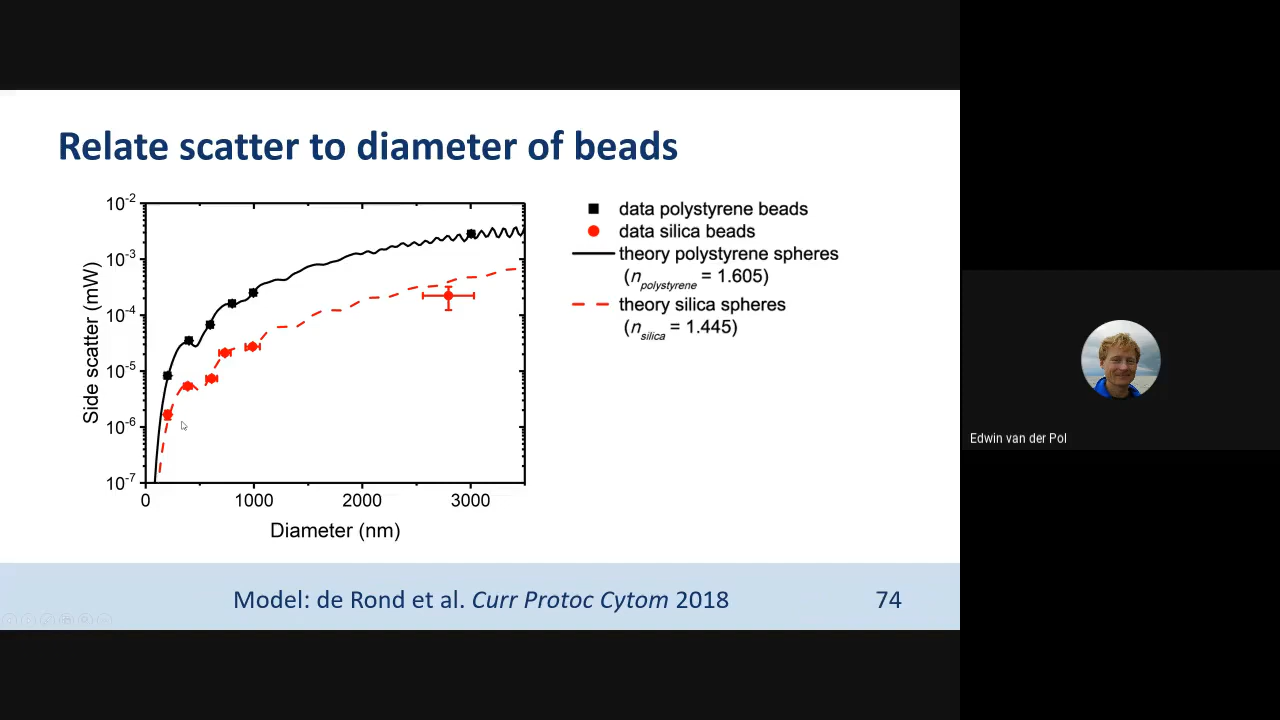 Relate scatter to diameter of beads
10-2
10-3
10-4
10-5
10-6
10-7
Side scatter (mW)
0
1000
2000
3000
Diameter (nm)
data polystyrene beads
data silica beads
theory polystyrene spheres
(npolystyrene = 1.605)
theory silica spheres
(nsilica = 1.445)
Model: de Rond et al. Curr Protoc Cytom 2018
74
Edwin van der Pol